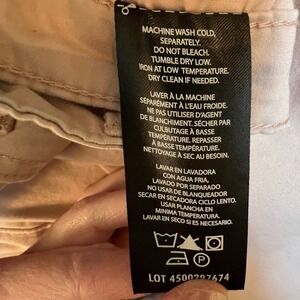 MACHINE WASH COLD,
SEPARATELY.
DO NOT BLEACH.
TUMBLE DRY LOW.
IRON AT LOW TEMPERATURE.
DRY CLEAN IF NEEDED.
LAVER À LA MACHINE
SÉPARÉMENT À L'EAU FROIDE.
NE PAS UTILISER D'AGENT
DE BLANCHIMENT. SÉCHER PAR
CULBUTAGE À BASSE
TEMPÉRATURE. REPASSER
À BASSE TEMPÉRATURE.
NETTOYAGE À SEC AU BESOIN.
LAVAR EN LAVADORA
CON AGUA FRIA,
LAVADO POR SEPARADO
NO USAR DE BLANQUEADOR
SECAR EN SECADORA CICLO LENTO.
USAR PLANCHA EN
MINIMA TEMPERATURA.
LAVAR EN SECO SI ES NECESARIO.
P
LOT 4500297674